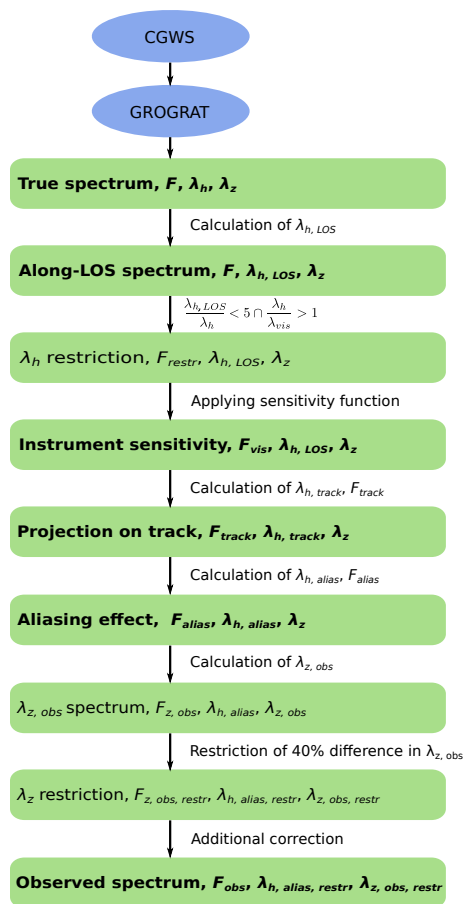 CGWS
GROGRAT
True spectrum, F, λh, λz
Calculation of λh, LOS
Along-LOS spectrum, F, λh, LOS, λz
λh, LOS / λh < 5 ∩ λh / λvis > 1
λh restriction, Frestr, λh, LOS, λz
Applying sensitivity function
Instrument sensitivity, Fvis, λh, LOS, λz
Calculation of λh, track, Ftrack
Projection on track, Ftrack, λh, track, λz
Calculation of λh, alias, Falias
Aliasing effect, Falias, λh, alias, λz
Calculation of λz, obs
λz, obs spectrum, Fz, obs, λh, alias, λz, obs
Restriction of 40% difference in λz, obs
λz restriction, Fz, obs, restr, λh, alias, restr, λz, obs, restr
Additional correction
Observed spectrum, Fobs, λh, alias, restr, λz, obs, restr